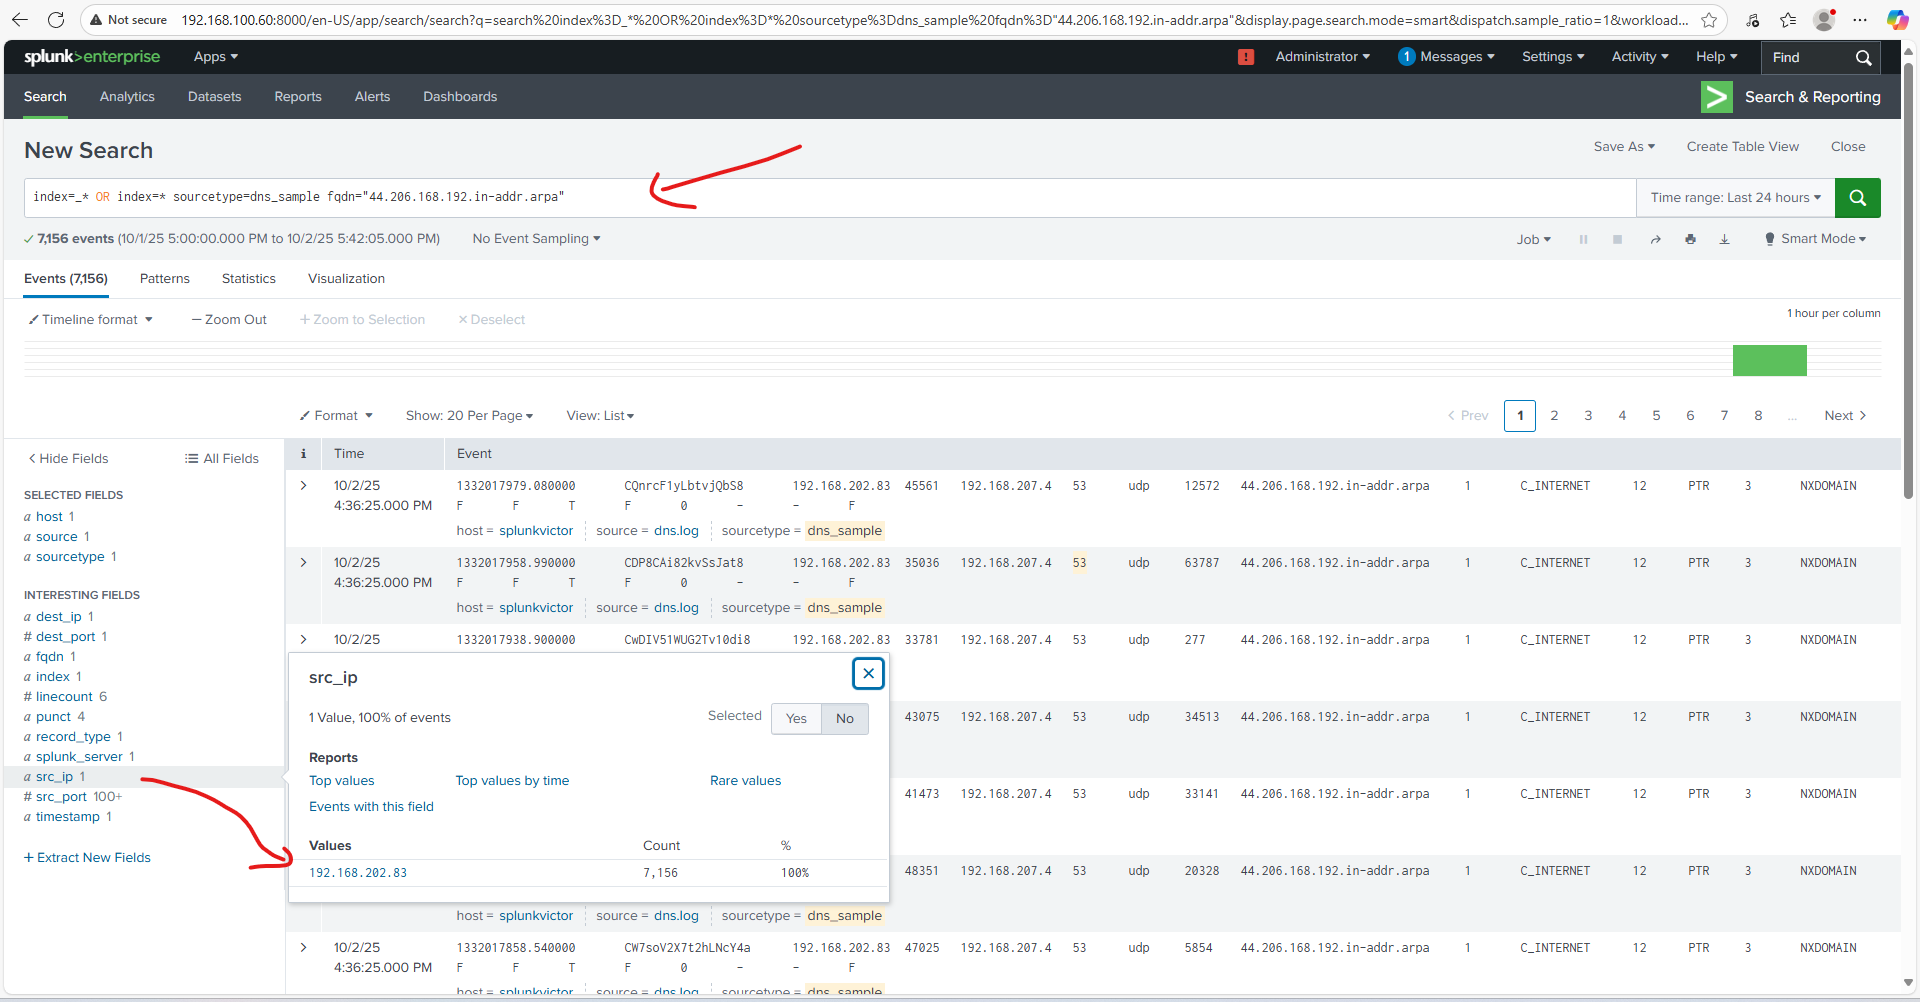 Not secure 192.168.100.60:8000/en-US/app/search/search?q=search%20index%3D_*%20OR%20index%3D*%20sourcetype%3Ddns_sample%20fqdn%3D"44.206.168.192.in-addr.arpa"&display.page.search.mode=smart&dispatch.sample_ratio=1&workload...
splunk>enterprise Apps Administrator 1 Messages Settings Activity Help Find
Search Analytics Datasets Reports Alerts Dashboards Search & Reporting
New Search Save As Create Table View Close
index=_* OR index=* sourcetype=dns_sample fqdn="44.206.168.192.in-addr.arpa" Time range: Last 24 hours
7,156 events (10/1/25 5:00:00.000 PM to 10/2/25 5:42:05.000 PM) No Event Sampling Job Smart Mode
Events (7,156) Patterns Statistics Visualization
Timeline format — Zoom Out + Zoom to Selection × Deselect
1 hour per column
Format Show: 20 Per Page View: List < Prev 1 2 3 4 5 6 7 8 ... Next >
< Hide Fields All Fields
SELECTED FIELDS
a host 1
a source 1
a sourcetype 1
INTERESTING FIELDS
a dest_ip 1
# dest_port 1
a fqdn 1
a index 1
# linecount 6
a punct 4
a record_type 1
a splunk_server 1
a src_ip 1
# src_port 100+
a timestamp 1
+ Extract New Fields
i Time Event
> 10/2/25 1332017979.080000 CQnrcF1yLbtvjQbS8 192.168.202.83 45561 192.168.207.4 53 udp 12572 44.206.168.192.in-addr.arpa 1 C_INTERNET 12 PTR 3 NXDOMAIN
4:36:25.000 PM F F T F 0 - - F
host = splunkvictor source = dns.log sourcetype = dns_sample
> 10/2/25 1332017958.990000 CDP8CAi82kvSsJat8 192.168.202.83 35036 192.168.207.4 53 udp 63787 44.206.168.192.in-addr.arpa 1 C_INTERNET 12 PTR 3 NXDOMAIN
4:36:25.000 PM F F T F 0 - - F
host = splunkvictor source = dns.log sourcetype = dns_sample
> 10/2/25 1332017938.900000 CwDIV51WUG2Tv10di8 192.168.202.83 33781 192.168.207.4 53 udp 277 44.206.168.192.in-addr.arpa 1 C_INTERNET 12 PTR 3 NXDOMAIN
src_ip
1 Value, 100% of events Selected Yes No
Reports
Top values Top values by time Rare values
Events with this field
Values Count %
192.168.202.83 7,156 100%
43075 192.168.207.4 53 udp 34513 44.206.168.192.in-addr.arpa 1 C_INTERNET 12 PTR 3 NXDOMAIN
41473 192.168.207.4 53 udp 33141 44.206.168.192.in-addr.arpa 1 C_INTERNET 12 PTR 3 NXDOMAIN
48351 192.168.207.4 53 udp 20328 44.206.168.192.in-addr.arpa 1 C_INTERNET 12 PTR 3 NXDOMAIN
host = splunkvictor source = dns.log sourcetype = dns_sample
> 10/2/25 1332017858.540000 CW7soV2X7t2hLNcY4a 192.168.202.83 47025 192.168.207.4 53 udp 5854 44.206.168.192.in-addr.arpa 1 C_INTERNET 12 PTR 3 NXDOMAIN
4:36:25.000 PM F F T F 0 - - F
host = splunkvictor source = dns.log sourcetype = dns_sample